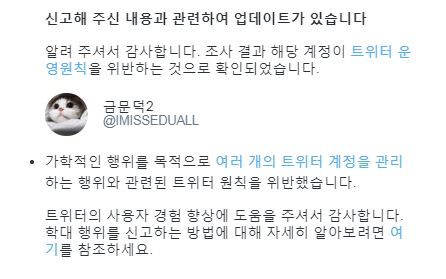 신고해 주신 내용과 관련하여 업데이트가 있습니다
알려 주셔서 감사합니다. 조사 결과 해당 계정이 트위터 운
영원칙을 위반하는 것으로 확인되었습니다.
금문덕2
@IMISSEDUALL
• 가학적인 행위를 목적으로 여러 개의 트위터 계정을 관리
하는 행위와 관련된 트위터 원칙을 위반했습니다.
트위터의 사용자 경험 향상에 도움을 주셔서 감사합니다.
학대 행위를 신고하는 방법에 대해 자세히 알아보려면 여
기를 참조하세요.